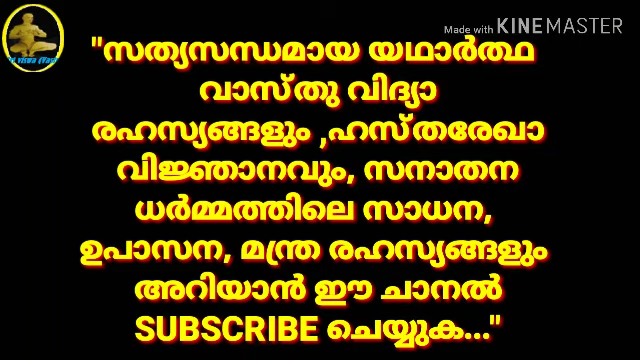 Made with KINEMASTER
"സത്യസന്ധമായ യഥാർത്ഥ
വാസ്തു വിദ്യാ
രഹസ്യങ്ങളും ,ഹസ്തരേഖാ
വിജ്ഞാനവും, സനാതന
ധർമ്മത്തിലെ സാധന,
ഉപാസന, മന്ത്ര രഹസ്യങ്ങളും
അറിയാൻ ഈ ചാനൽ
SUBSCRIBE ചെയ്യുക..."